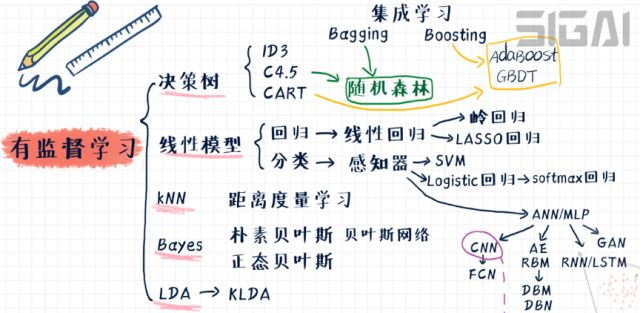 集成学习
SIGAI
Bagging
Boosting
ID3
C4.5
CART
AdaBoost
GBDT
决策树
随机森林
有监督学习
线性模型
回归
线性回归
岭回归
LASSO回归
分类
感知器
SVM
Logistic回归
softmax回归
kNN
距离度量学习
ANN/MLP
Bayes
朴素贝叶斯
贝叶斯网络
正态贝叶斯
CNN
AE
RBM
RNN/LSTM
GAN
FCN
DBM
DBN
LDA
KLDA